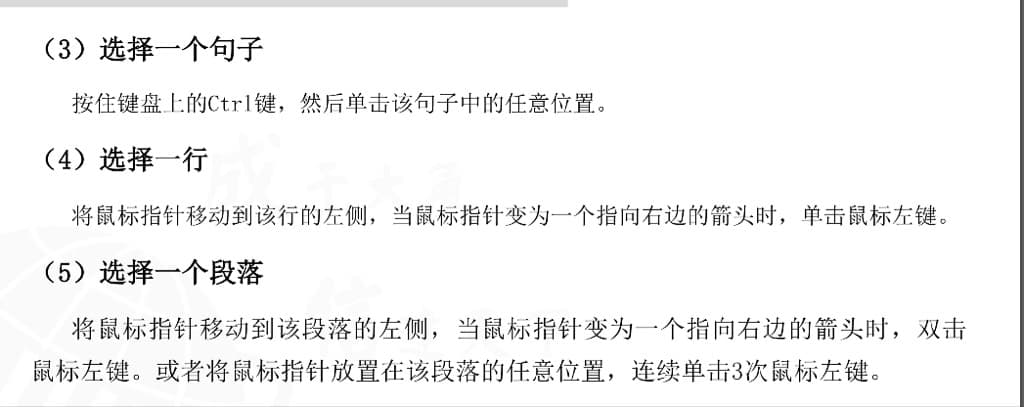 （3）选择一个句子
按住键盘上的Ctrl键，然后单击该句子中的任意位置。
（4）选择一行
将鼠标指针移动到该行的左侧，当鼠标指针变为一个指向右边的箭头时，单击鼠标左键。
（5）选择一个段落
将鼠标指针移动到该段落的左侧，当鼠标指针变为一个指向右边的箭头时，双击
鼠标左键。或者将鼠标指针放置在该段落的任意位置，连续单击3次鼠标左键。